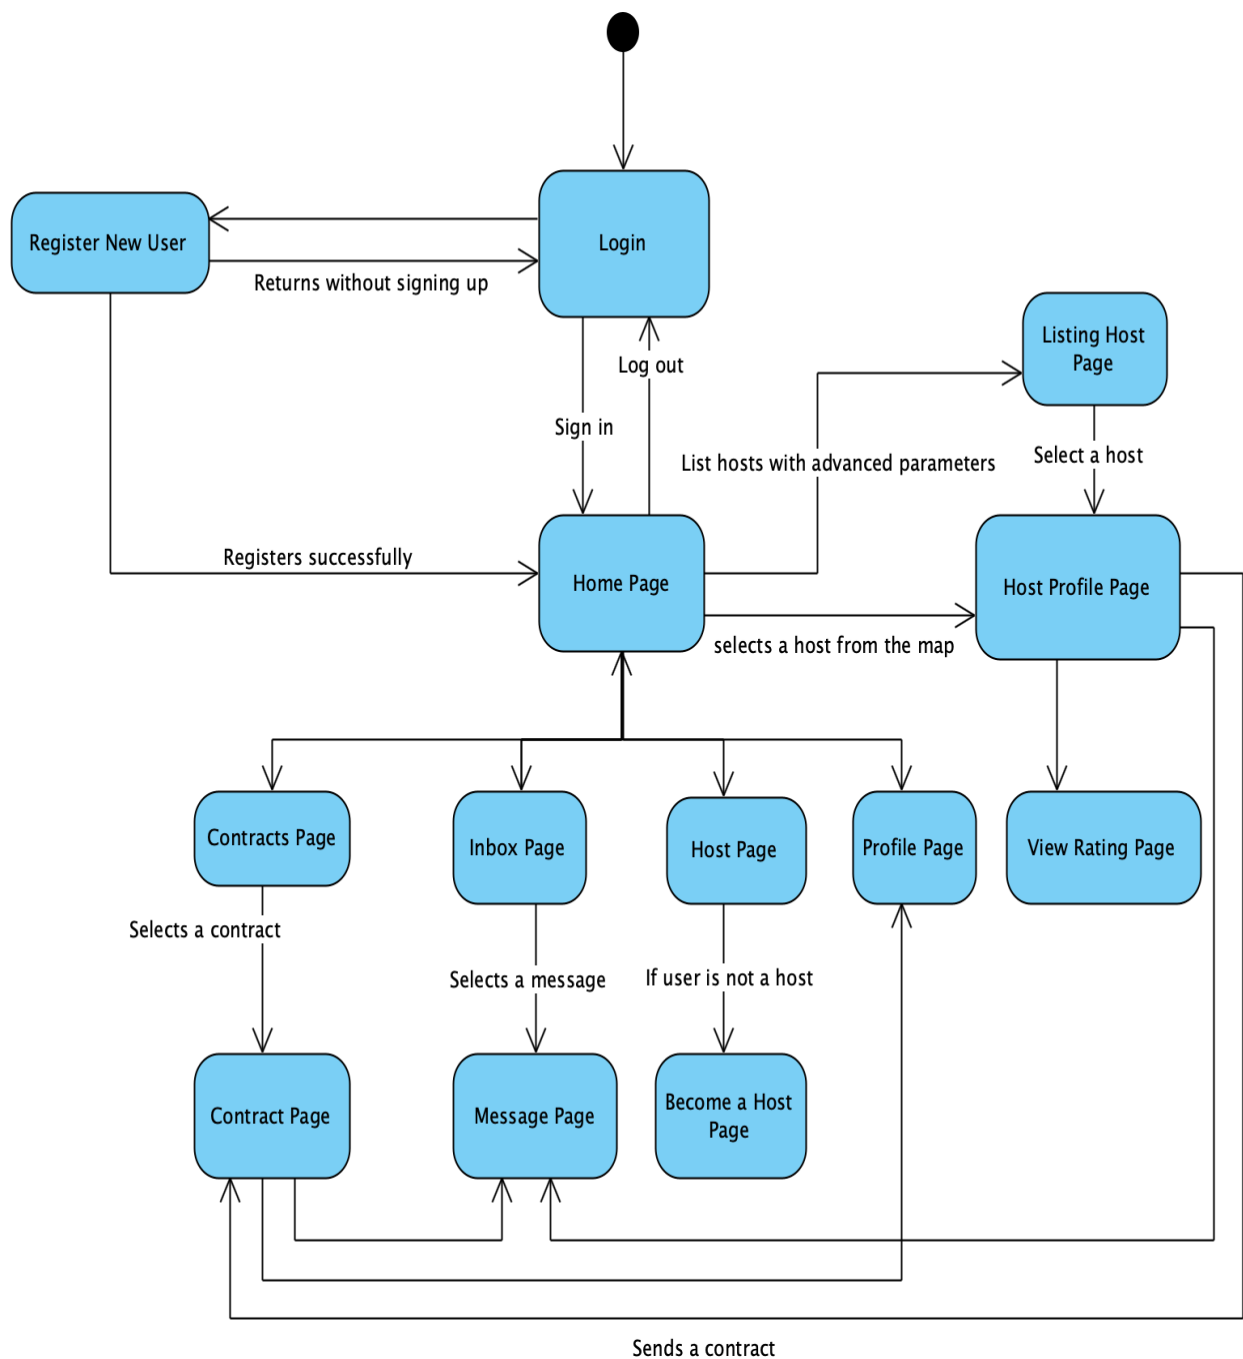 Register New User
Login
Returns without signing up
Listing Host
Page
Log out
Sign in
List hosts with advanced parameters
Select a host
Registers successfully
Home Page
Host Profile Page
selects a host from the map
Contracts Page
Inbox Page
Host Page
Profile Page
View Rating Page
Selects a contract
Selects a message
If user is not a host
Contract Page
Message Page
Become a Host
Page
Sends a contract